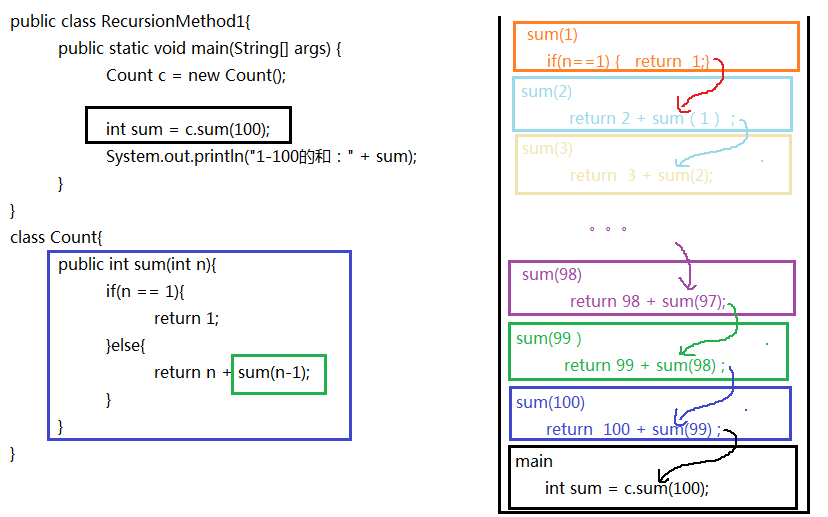 public class RecursionMethod1{
public static void main(String[] args) {
Count c = new Count();
int sum = c.sum(100);
System.out.println("1-100的和：" + sum);
}
}
class Count{
public int sum(int n){
if(n == 1){
return 1;
}else{
return n + sum(n-1);
}
}
}
sum(1)
if(n==1) { return 1;}
sum(2)
return 2 + sum（1）;
sum(3)
return 3 + sum(2);
。。。
sum(98)
return 98 + sum(97);
sum(99 )
return 99 + sum(98) ;
sum(100)
return 100 + sum(99) ;
main
int sum = c.sum(100);